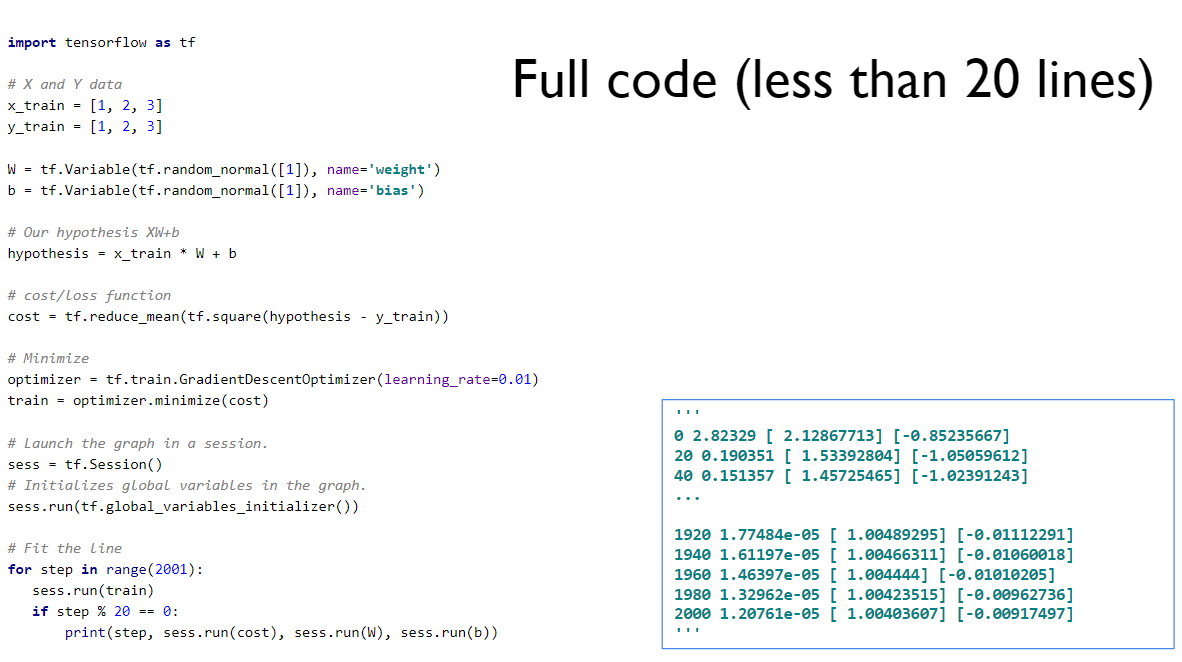 import tensorflow as tf
# X and Y data
x_train = [1, 2, 3]
y_train = [1, 2, 3]
W = tf.Variable(tf.random_normal([1]), name='weight')
b = tf.Variable(tf.random_normal([1]), name='bias')
# Our hypothesis XW+b
hypothesis = x_train * W + b
# cost/loss function
cost = tf.reduce_mean(tf.square(hypothesis - y_train))
# Minimize
optimizer = tf.train.GradientDescentOptimizer(learning_rate=0.01)
train = optimizer.minimize(cost)
# Launch the graph in a session.
sess = tf.Session()
# Initializes global variables in the graph.
sess.run(tf.global_variables_initializer())
# Fit the line
for step in range(2001):
   sess.run(train)
   if step % 20 == 0:
       print(step, sess.run(cost), sess.run(W), sess.run(b))
Full code (less than 20 lines)
'''
0 2.82329 [ 2.12867713] [-0.85235667]
20 0.190351 [ 1.53392804] [-1.05059612]
40 0.151357 [ 1.45725465] [-1.02391243]
...
1920 1.77484e-05 [ 1.00489295] [-0.01112291]
1940 1.61197e-05 [ 1.00466311] [-0.01060018]
1960 1.46397e-05 [ 1.004444] [-0.01010205]
1980 1.32962e-05 [ 1.00423515] [-0.00962736]
2000 1.20761e-05 [ 1.00403607] [-0.00917497]
'''